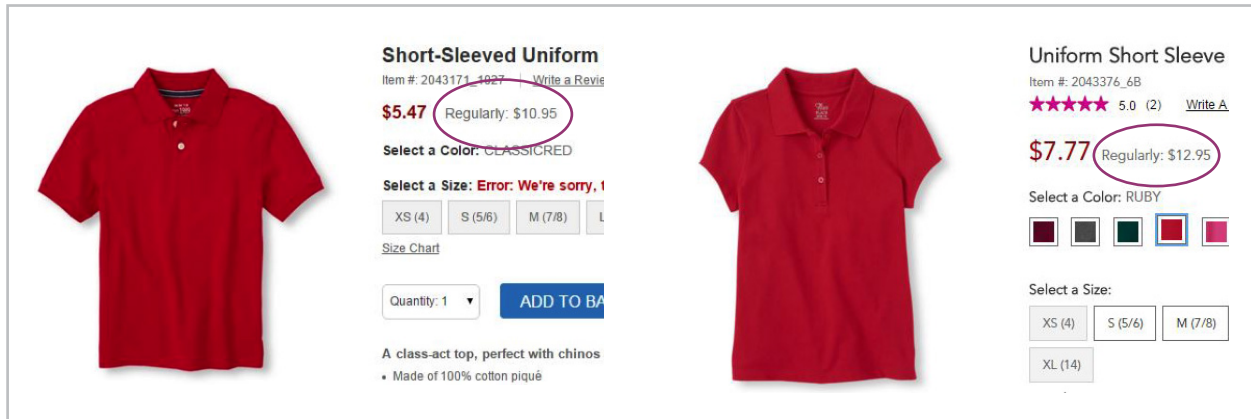 Short-Sleeved Uniform
Item #: 2043171_1027 | Write a Revie
$5.47 Regularly: $10.95
Select a Color: CLASSICRED
Select a Size: Error: We're sorry, t
XS (4) S (5/6) M (7/8) L
Size Chart
Quantity: 1 ADD TO BA
A class-act top, perfect with chinos
• Made of 100% cotton piqué
Uniform Short Sleeve
Item #: 2043376_6B
5.0 (2) Write A
$7.77 Regularly: $12.95
Select a Color: RUBY
Select a Size:
XS (4) S (5/6) M (7/8)
XL (14)